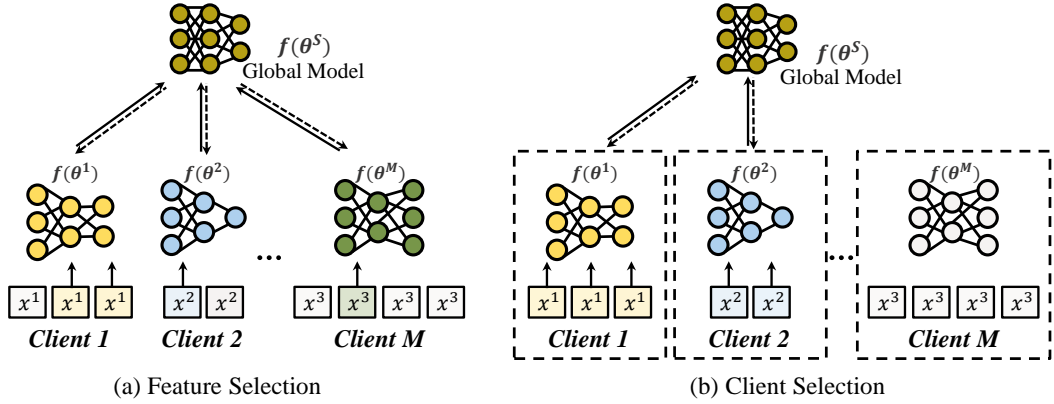 f(θ^S)
Global Model
f(θ^1)
f(θ^2)
f(θ^M)
...
x^1 x^1 x^1
x^2 x^2
x^3 x^3 x^3 x^3
Client 1
Client 2
Client M
(a) Feature Selection
f(θ^S)
Global Model
f(θ^1)
f(θ^2)
f(θ^M)
...
x^1 x^1 x^1
x^2 x^2
x^3 x^3 x^3 x^3
Client 1
Client 2
Client M
(b) Client Selection